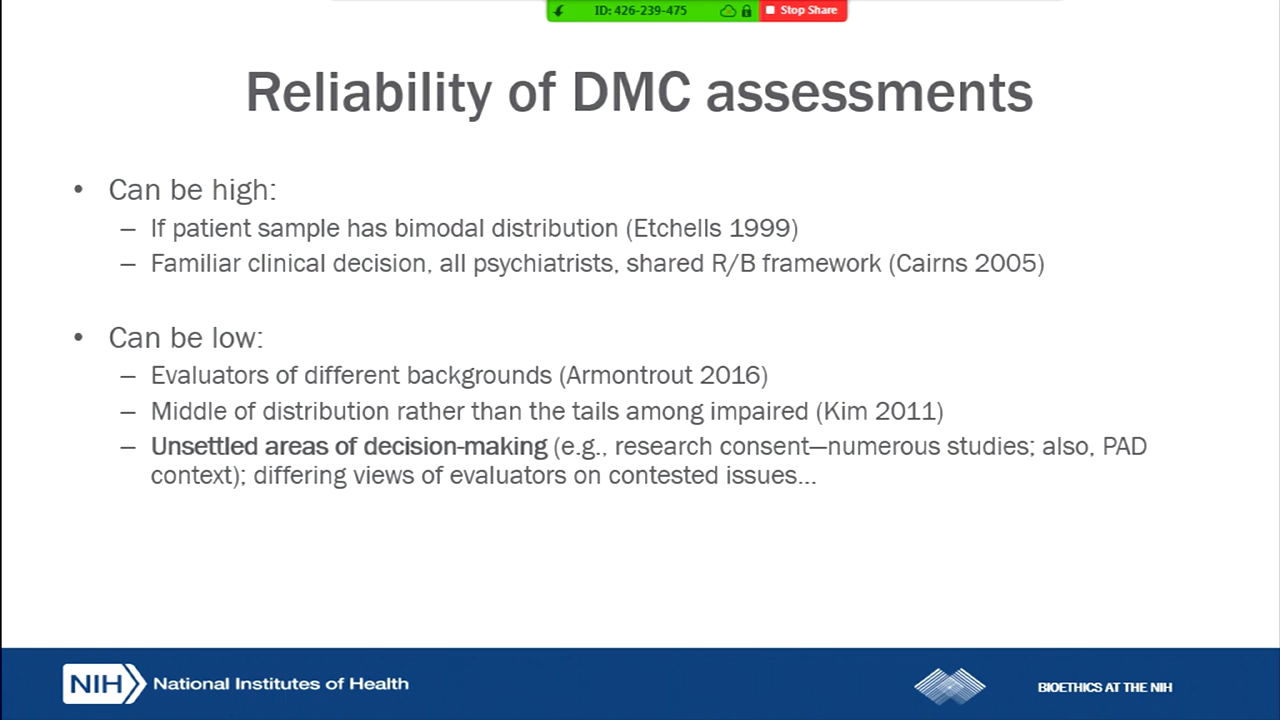 ID: 426-239-475
Stop Share
Reliability of DMC assessments
• Can be high:
– If patient sample has bimodal distribution (Etchells 1999)
– Familiar clinical decision, all psychiatrists, shared R/B framework (Cairns 2005)
• Can be low:
– Evaluators of different backgrounds (Armontrout 2016)
– Middle of distribution rather than the tails among impaired (Kim 2011)
– Unsettled areas of decision-making (e.g., research consent—numerous studies; also, PAD
context); differing views of evaluators on contested issues...
NIH National Institutes of Health
BIOETHICS AT THE NIH